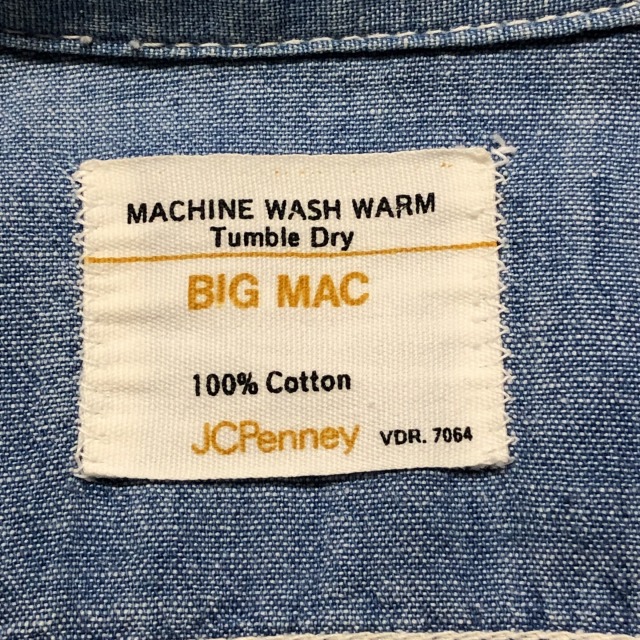 MACHINE WASH WARM
Tumble Dry
BIG MAC
100% Cotton
JCPenney VDR. 7064